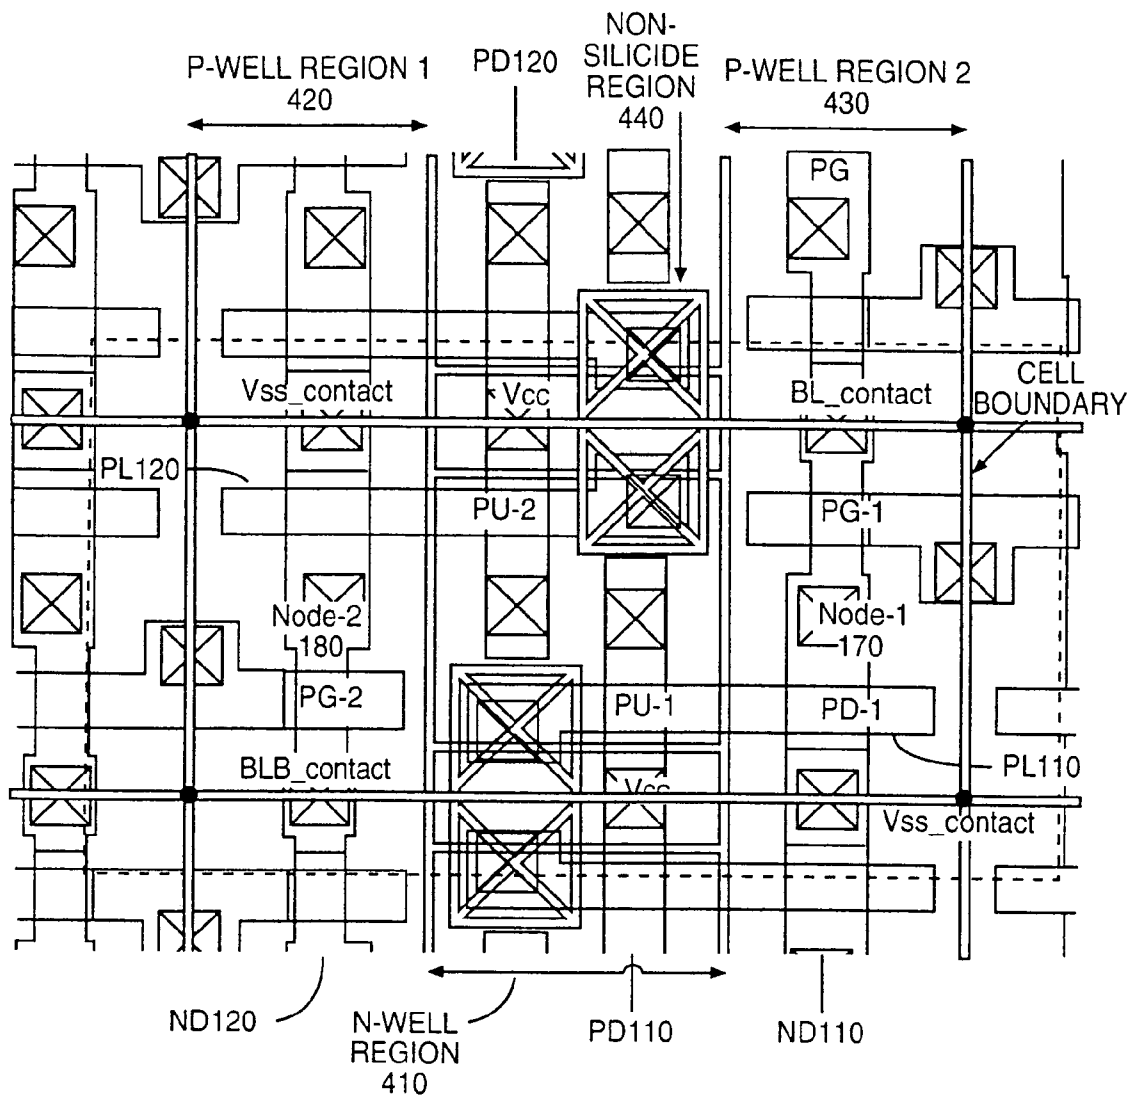 NON-
SILICIDE
REGION
440
P-WELL REGION 1
420
PD120
P-WELL REGION 2
430
PG
Vss_contact
Vcc
BL_contact
CELL
BOUNDARY
PL120
PU-2
PG-1
Node-2
180
Node-1
170
PG-2
PU-1
PD-1
BLB_contact
Vcc
PL110
Vss_contact
ND120
N-WELL
REGION
410
PD110
ND110